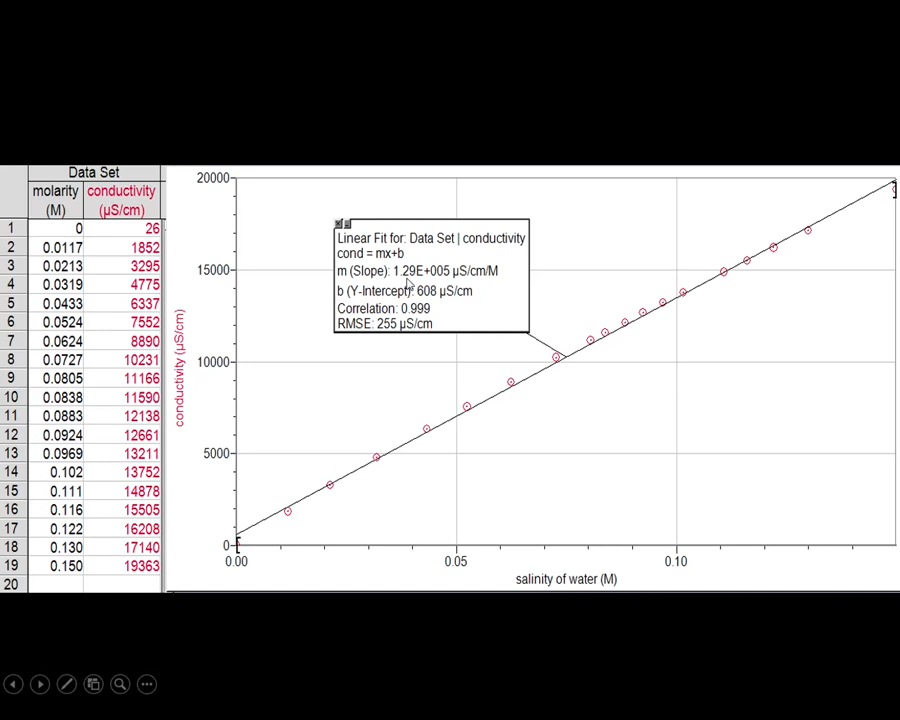 Data Set
molarity conductivity
(M) (µS/cm)
1 0 26
2 0.0117 1852
3 0.0213 3295
4 0.0319 4775
5 0.0433 6337
6 0.0524 7552
7 0.0624 8890
8 0.0727 10231
9 0.0805 11166
10 0.0838 11590
11 0.0883 12138
12 0.0924 12661
13 0.0969 13211
14 0.102 13752
15 0.111 14878
16 0.116 15505
17 0.122 16208
18 0.130 17140
19 0.150 19363
20
conductivity (µS/cm)
20000
15000
10000
5000
0
Linear Fit for: Data Set | conductivity
cond = mx+b
m (Slope): 1.29E+005 µS/cm/M
b (Y-Intercept): 608 µS/cm
Correlation: 0.999
RMSE: 255 µS/cm
0.00 0.05 0.10
salinity of water (M)